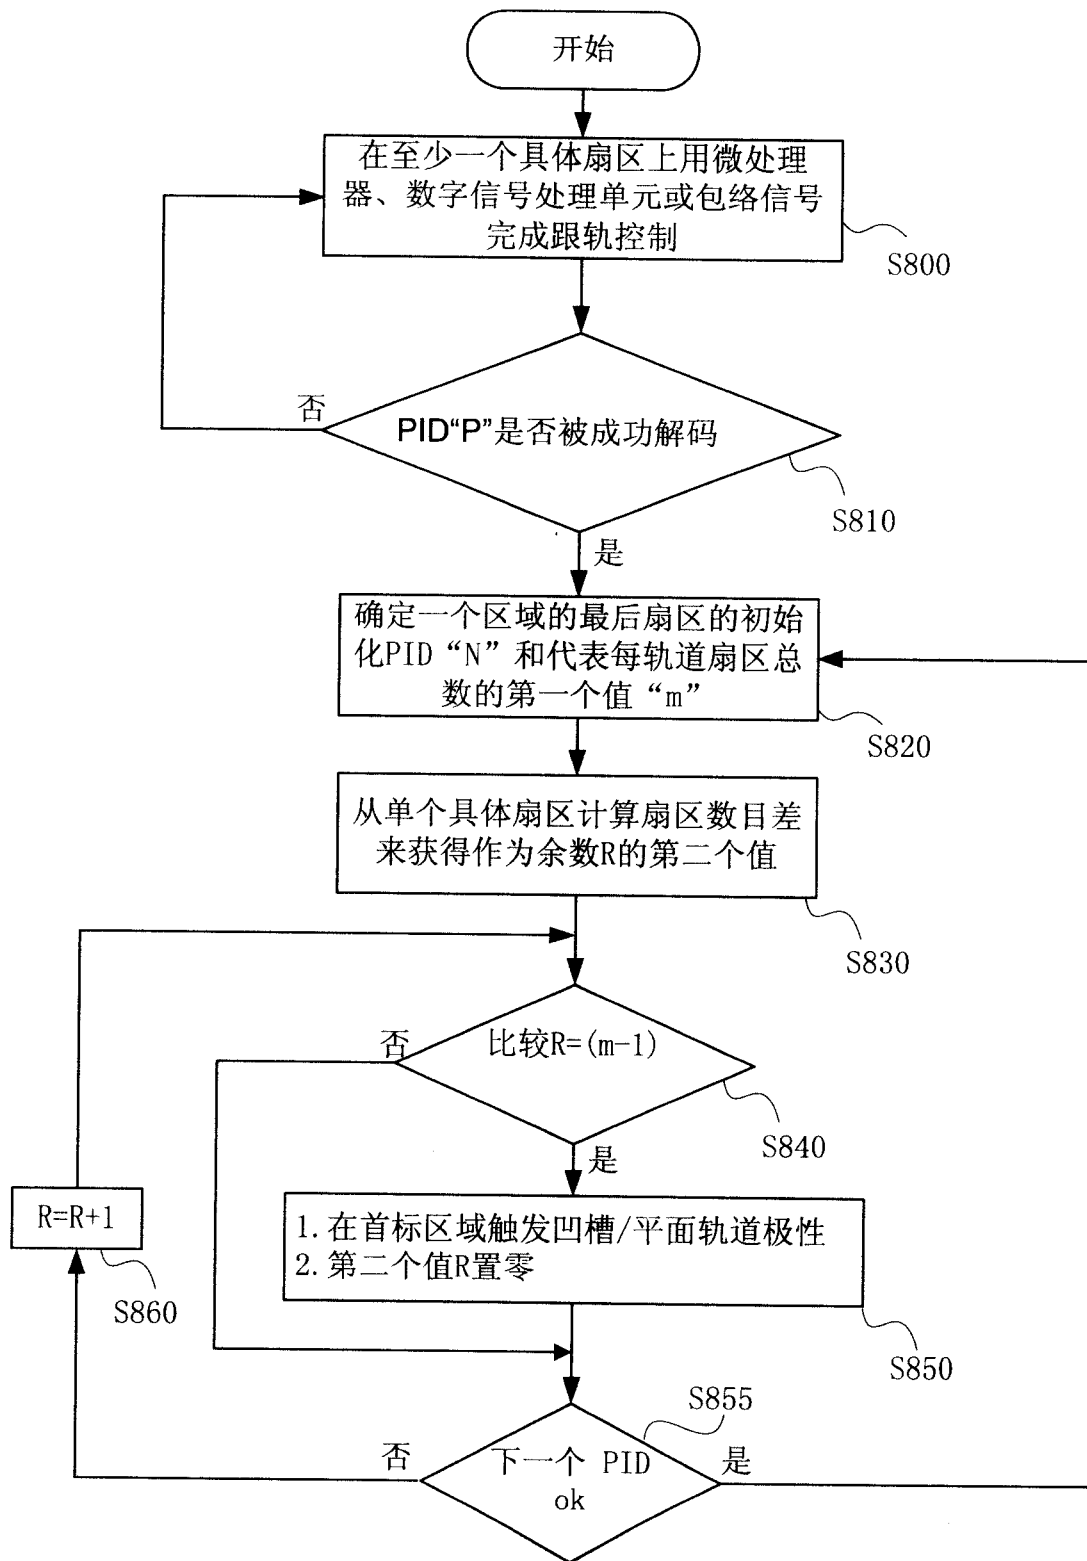 开始
在至少一个具体扇区上用微处理
器、数字信号处理单元或包络信号
完成跟轨控制
S800
否
PID“P”是否被成功解码
S810
是
确定一个区域的最后扇区的初始
化PID“N”和代表每轨道扇区总
数的第一个值“m”
S820
从单个具体扇区计算扇区数目差
来获得作为余数R的第二个值
S830
否
比较R=(m-1)
S840
是
R=R+1
S860
1.在首标区域触发凹槽/平面轨道极性
2.第二个值R置零
S850
S855
否
下一个 PID
ok
是